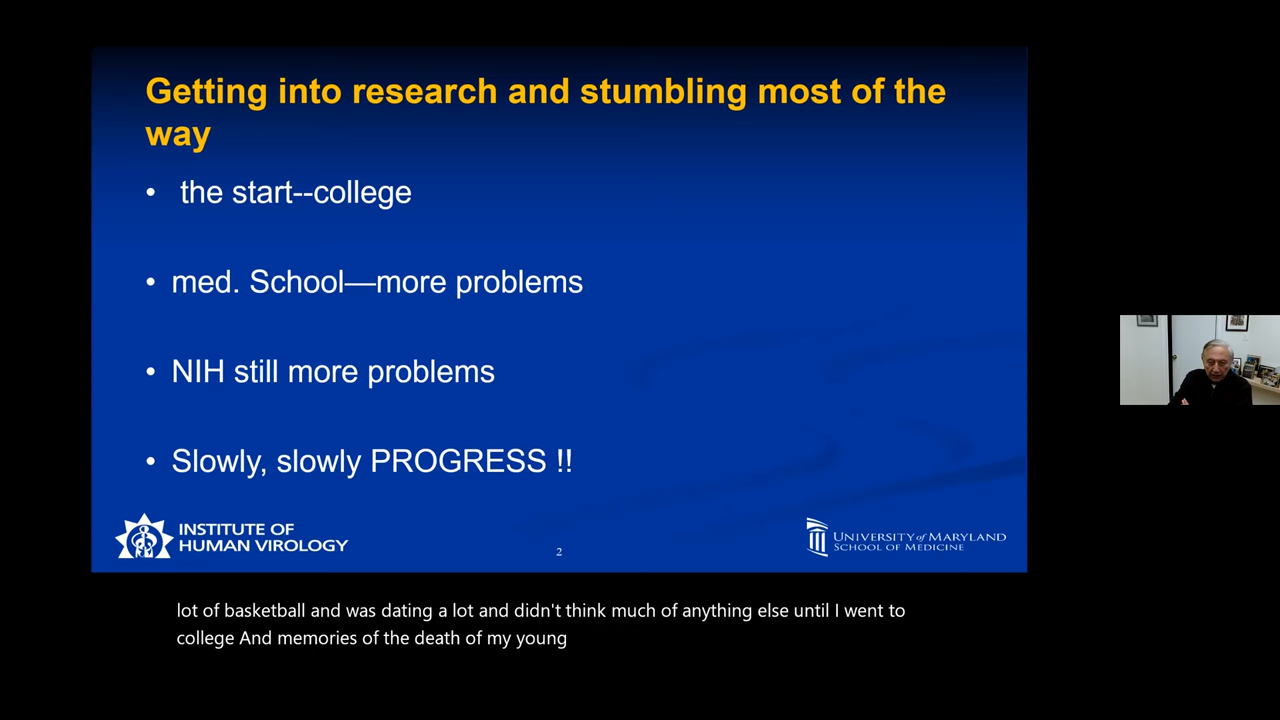 Getting into research and stumbling most of the
way
• the start--college
• med. School—more problems
• NIH still more problems
• Slowly, slowly PROGRESS !!
INSTITUTE OF
HUMAN VIROLOGY
2
UNIVERSITY of MARYLAND
SCHOOL OF MEDICINE
lot of basketball and was dating a lot and didn't think much of anything else until I went to
college And memories of the death of my young